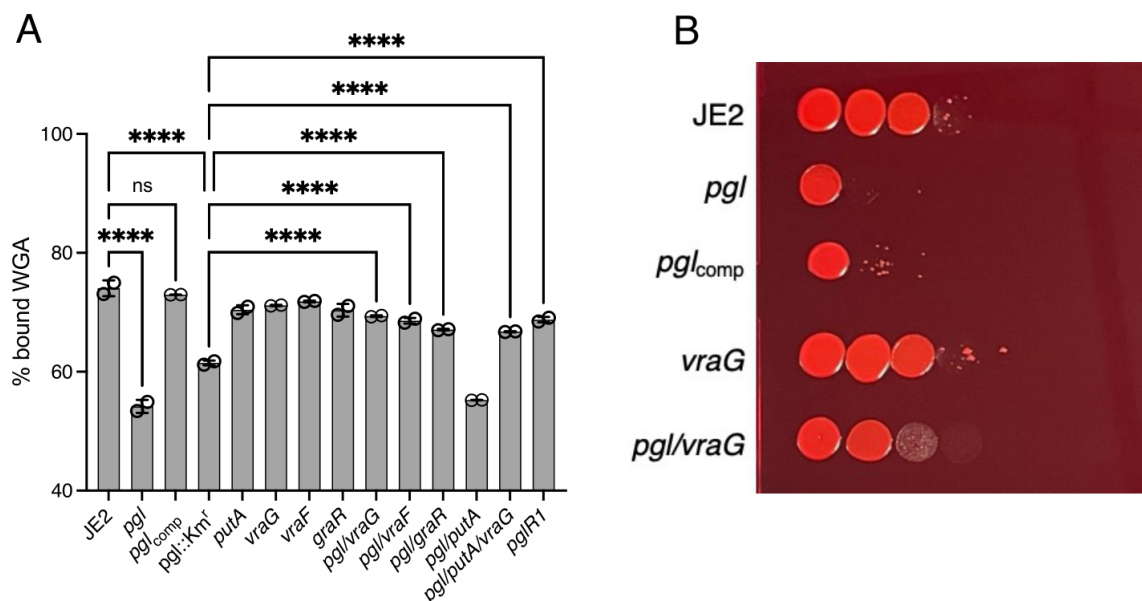 A
B
****
****
**** ****
ns ****
**** ****
% bound WGA
100
80
60
40
JE2
pgl
pglcomp
pgl::Kmr
putA
vraG
vraF
graR
pgl/vraG
pgl/vraF
pgl/graR
pgl/putA
pgl/putA/vraG
pglR1
JE2
pgl
pglcomp
vraG
pgl/vraG